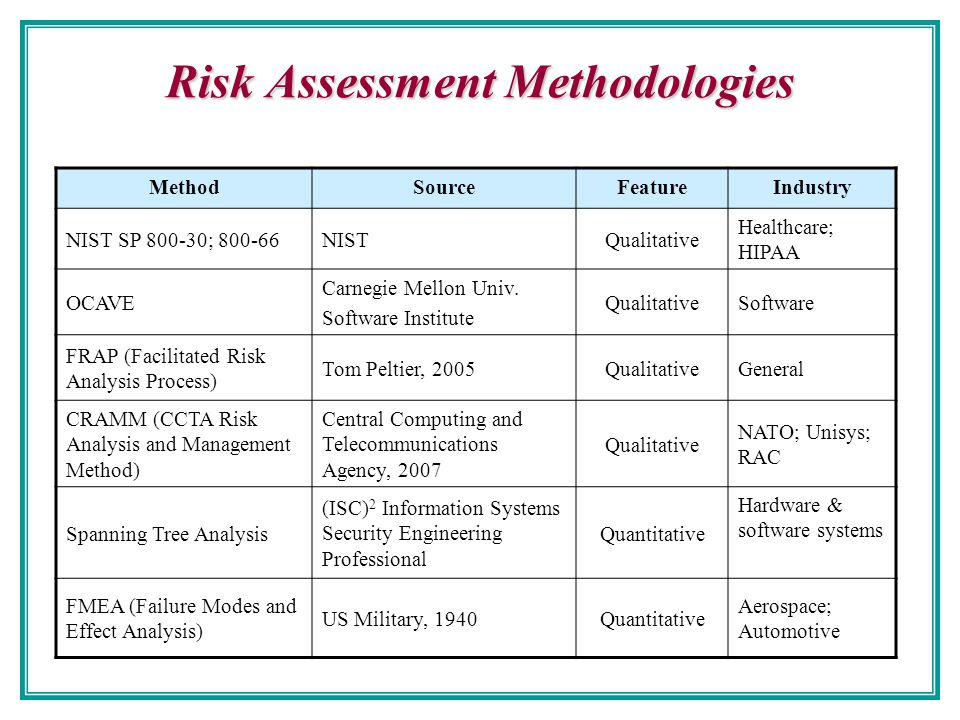 Risk Assessment Methodologies
Method Source Feature Industry
NIST SP 800-30; 800-66 NIST Qualitative Healthcare;
HIPAA
OCAVE Carnegie Mellon Univ.
Software Institute Qualitative Software
FRAP (Facilitated Risk
Analysis Process) Tom Peltier, 2005 Qualitative General
CRAMM (CCTA Risk
Analysis and Management
Method) Central Computing and
Telecommunications
Agency, 2007 Qualitative NATO; Unisys;
RAC
Spanning Tree Analysis (ISC)² Information Systems
Security Engineering
Professional Quantitative Hardware &
software systems
FMEA (Failure Modes and
Effect Analysis) US Military, 1940 Quantitative Aerospace;
Automotive